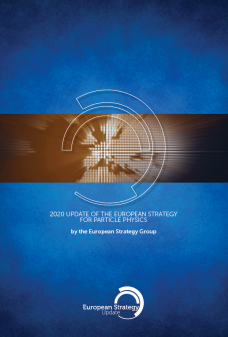 2020 UPDATE OF THE EUROPEAN STRATEGY
FOR PARTICLE PHYSICS
by the European Strategy Group
European Strategy
Update